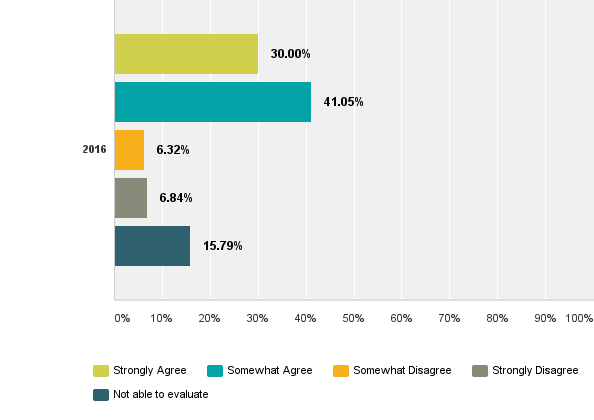 30.00%
41.05%
2016
6.32%
6.84%
15.79%
0% 10% 20% 30% 40% 50% 60% 70% 80% 90% 100%
Strongly Agree Somewhat Agree Somewhat Disagree Strongly Disagree
Not able to evaluate